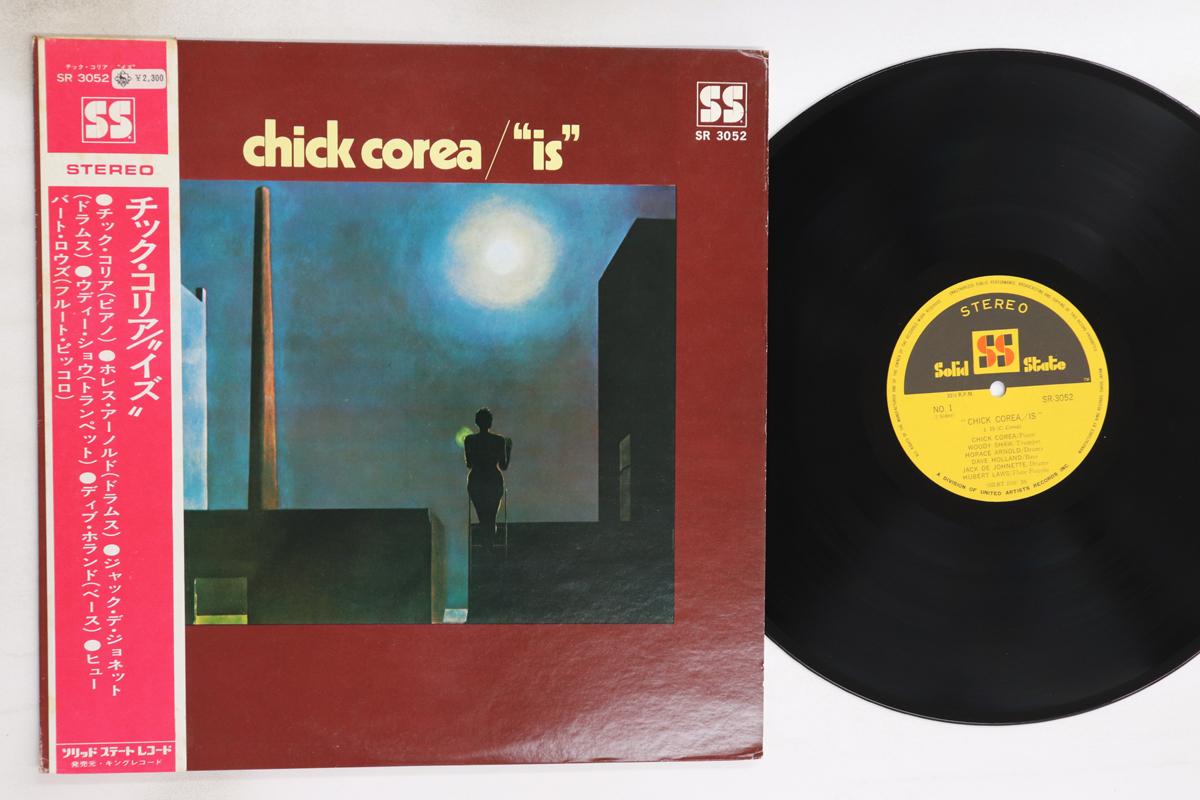 チック・コリア/"イズ"
SR 3052
¥2,300
SS
STEREO
チック・コリア/"イズ"
●チック・コリア(ピアノ)●ホレス・アーノルド(ドラムス)●ジャック・デ・ジョネット
(ドラムス)●ウディー・ショウ(トランペット)●ディブ・ホランド(ベース)●ヒュー
バート・ロウズ(フルート・ピッコロ)
ソリッド ステート レコード
発売元・キングレコード
chick corea/“is”
SS
SR 3052
STEREO
SS
Solid State
33⅓ R.P.M.
NO. 1
SR-3052
"CHICK COREA,/IS"
1. IS (C. Corea)
CHICK COREA/Piano
WOODY SHAW/Trumpet
HORACE ARNOLD/Drums
DAVE HOLLAND/Bass
JACK DE JOHNETTE/Drums
HUBERT LAWS/Flute Piccolo
A DIVISION OF UNITED ARTISTS RECORDS INC.